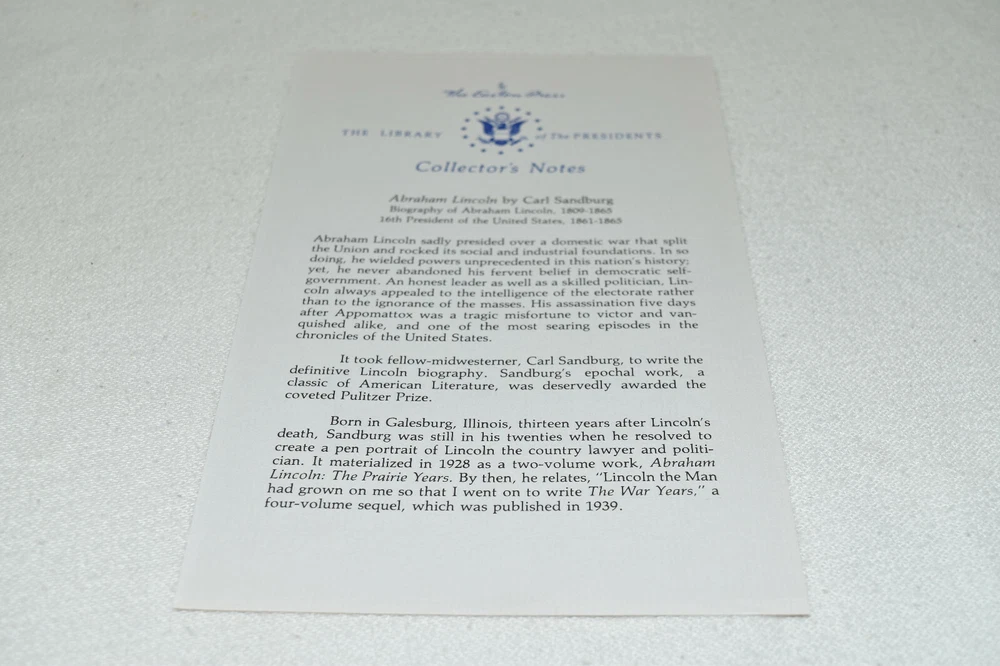 The Easton Press
THE LIBRARY of The PRESIDENTS
Collector's Notes
Abraham Lincoln by Carl Sandburg
Biography of Abraham Lincoln, 1809-1865
16th President of the United States, 1861-1865
Abraham Lincoln sadly presided over a domestic war that split
the Union and rocked its social and industrial foundations. In so
doing, he wielded powers unprecedented in this nation's history;
yet, he never abandoned his fervent belief in democratic self-
government. An honest leader as well as a skilled politician, Lin-
coln always appealed to the intelligence of the electorate rather
than to the ignorance of the masses. His assassination five days
after Appomattox was a tragic misfortune to victor and van-
quished alike, and one of the most searing episodes in the
chronicles of the United States.
It took fellow-midwesterner, Carl Sandburg, to write the
definitive Lincoln biography. Sandburg's epochal work, a
classic of American Literature, was deservedly awarded the
coveted Pulitzer Prize.
Born in Galesburg, Illinois, thirteen years after Lincoln's
death, Sandburg was still in his twenties when he resolved to
create a pen portrait of Lincoln the country lawyer and politi-
cian. It materialized in 1928 as a two-volume work, Abraham
Lincoln: The Prairie Years. By then, he relates, "Lincoln the Man
had grown on me so that I went on to write The War Years," a
four-volume sequel, which was published in 1939.